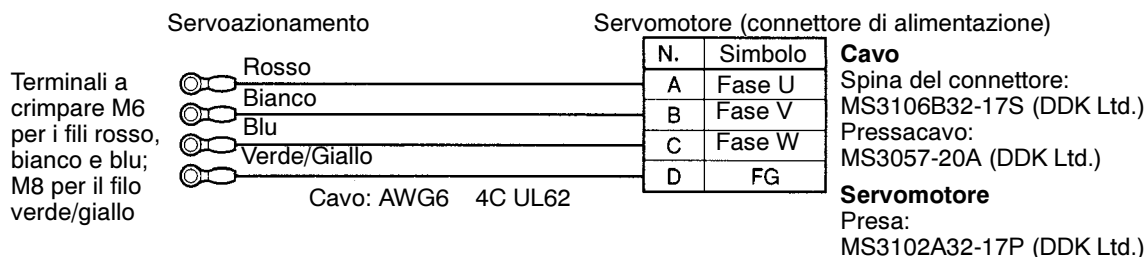 Servoazionamento
Servomotore (connettore di alimentazione)
Terminali a
crimpare M6
per i fili rosso,
bianco e blu;
M8 per il filo
verde/giallo
Rosso
Bianco
Blu
Verde/Giallo
Cavo: AWG6 4C UL62
N. Simbolo
A Fase U
B Fase V
C Fase W
D FG
Cavo
Spina del connettore:
MS3106B32-17S (DDK Ltd.)
Pressacavo:
MS3057-20A (DDK Ltd.)
Servomotore
Presa:
MS3102A32-17P (DDK Ltd.)